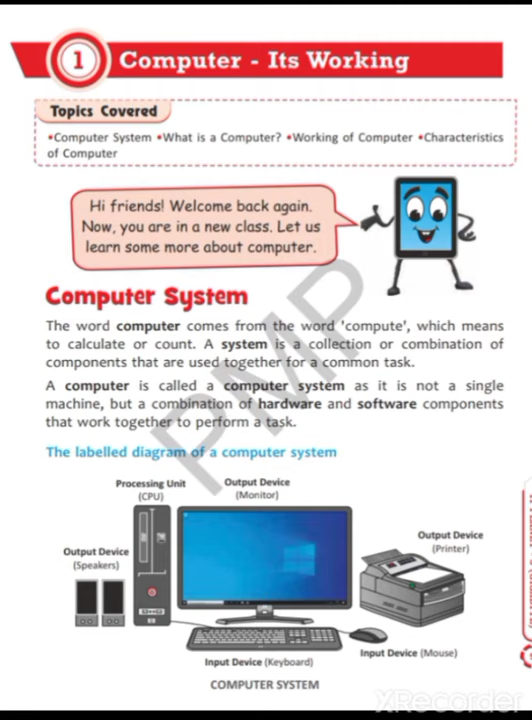 1 Computer - Its Working
Topics Covered
•Computer System •What is a Computer? •Working of Computer •Characteristics
of Computer
Hi friends! Welcome back again.
Now, you are in a new class. Let us
learn some more about computer.
Computer System
The word computer comes from the word 'compute', which means
to calculate or count. A system is a collection or combination of
components that are used together for a common task.
A computer is called a computer system as it is not a single
machine, but a combination of hardware and software components
that work together to perform a task.
PMP
The labelled diagram of a computer system
Processing Unit
(CPU)
Output Device
(Monitor)
Output Device
(Speakers)
Output Device
(Printer)
Input Device (Keyboard)
Input Device (Mouse)
COMPUTER SYSTEM
XRecorder